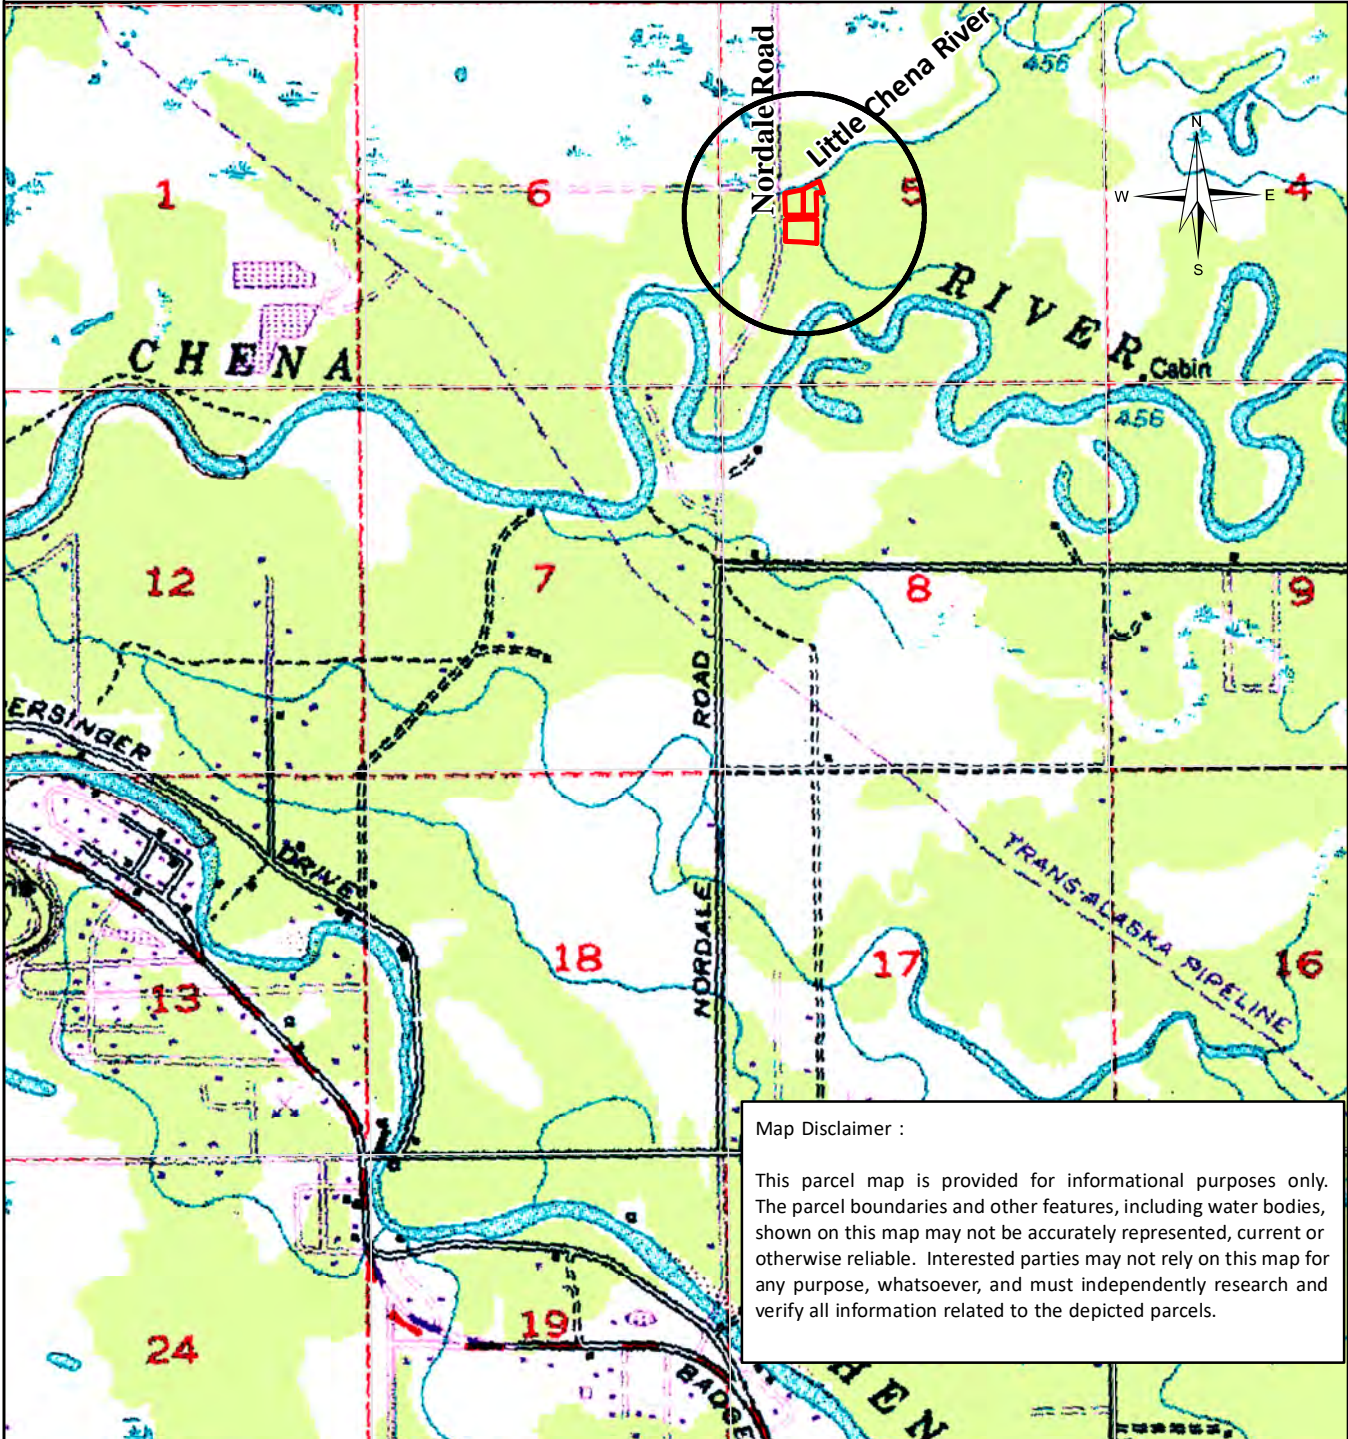 Nordale Road
Little Chena River
456
N
W
E
S
1
6
5
4
CHENA
RIVER
Cabin
456
12
7
8
9
ERSINGER
DRIVE
ROAD
NORDALE
TRANS-ALASKA PIPELINE
13
18
17
16
Map Disclaimer :
This parcel map is provided for informational purposes only.
The parcel boundaries and other features, including water bodies,
shown on this map may not be accurately represented, current or
otherwise reliable. Interested parties may not rely on this map for
any purpose, whatsoever, and must independently research and
verify all information related to the depicted parcels.
24
19
BADGE
HEN